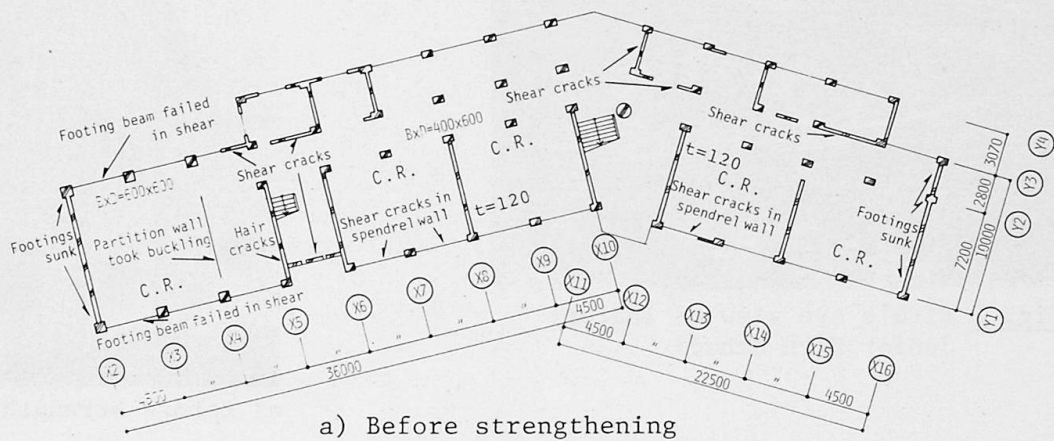 Footing beam failed
in shear
BxD=600x600
Shear cracks
BxD=400x600
C.R.
Shear cracks
Shear cracks
t=120
C.R.
t=120
C.R.
Shear cracks in
spendrel wall
Shear cracks in
spendrel wall
Footings
sunk
Partition wall
took buckling
Hair
cracks
C.R.
Footing beam failed in shear
Footings
sunk
C.R.
3070
2800
7200
10000
Y4
Y3
Y2
Y1
X2
X3
X4
X5
X6
X7
X8
X9
X10
X11
X12
X13
X14
X15
X16
36000
4500
4500
22500
4500
a) Before strengthening